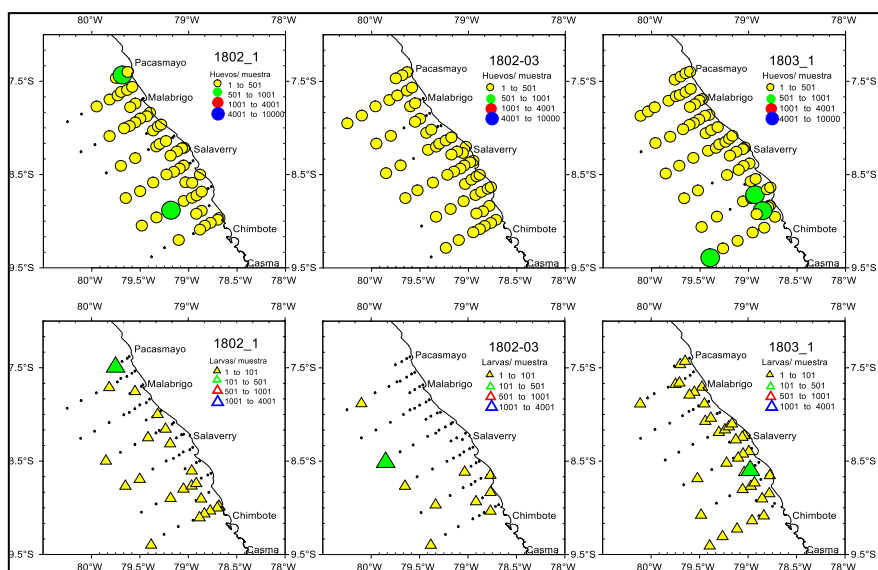 80°W 79.5°W 79°W 78.5°W 78°W
7.5°S
8.5°S
9.5°S
Pacasmayo
Malabrigo
Salaverry
Chimbote
Casma
1802_1
Huevos/ muestra
1 to 501
501 to 1001
1001 to 4001
4001 to 10000
80°W 79.5°W 79°W 78.5°W 78°W
80°W 79.5°W 79°W 78.5°W 78°W
7.5°S
8.5°S
9.5°S
Pacasmayo
Malabrigo
Salaverry
Chimbote
Casma
1802-03
Huevos/ muestra
1 to 501
501 to 1001
1001 to 4001
4001 to 10000
80°W 79.5°W 79°W 78.5°W 78°W
80°W 79.5°W 79°W 78.5°W 78°W
7.5°S
8.5°S
9.5°S
Pacasmayo
Malabrigo
Salaverry
Chimbote
Casma
1803_1
Huevos/ muestra
1 to 501
501 to 1001
1001 to 4001
4001 to 10000
80°W 79.5°W 79°W 78.5°W 78°W
80°W 79.5°W 79°W 78.5°W 78°W
7.5°S
8.5°S
9.5°S
Pacasmayo
Malabrigo
Salaverry
Chimbote
Casma
1802_1
Larvas/ muestra
1 to 101
101 to 501
501 to 1001
1001 to 4001
80°W 79.5°W 79°W 78.5°W 78°W
80°W 79.5°W 79°W 78.5°W 78°W
7.5°S
8.5°S
9.5°S
Pacasmayo
Malabrigo
Salaverry
Chimbote
Casma
1802-03
Larvas/ muestra
1 to 101
101 to 501
501 to 1001
1001 to 4001
80°W 79.5°W 79°W 78.5°W 78°W
80°W 79.5°W 79°W 78.5°W 78°W
7.5°S
8.5°S
9.5°S
Pacasmayo
Malabrigo
Salaverry
Chimbote
Casma
1803_1
Larvas/ muestra
1 to 101
101 to 501
501 to 1001
1001 to 4001
80°W 79.5°W 79°W 78.5°W 78°W